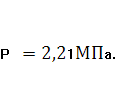 P = 2,21МПа.